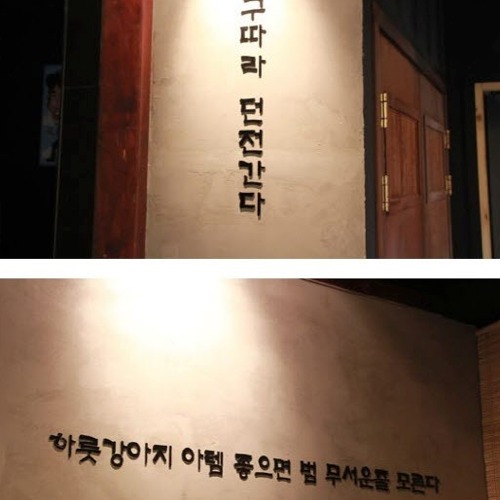 구따라 던전간다
하룻강아지 아템 좋으면 범 무서운줄 모른다